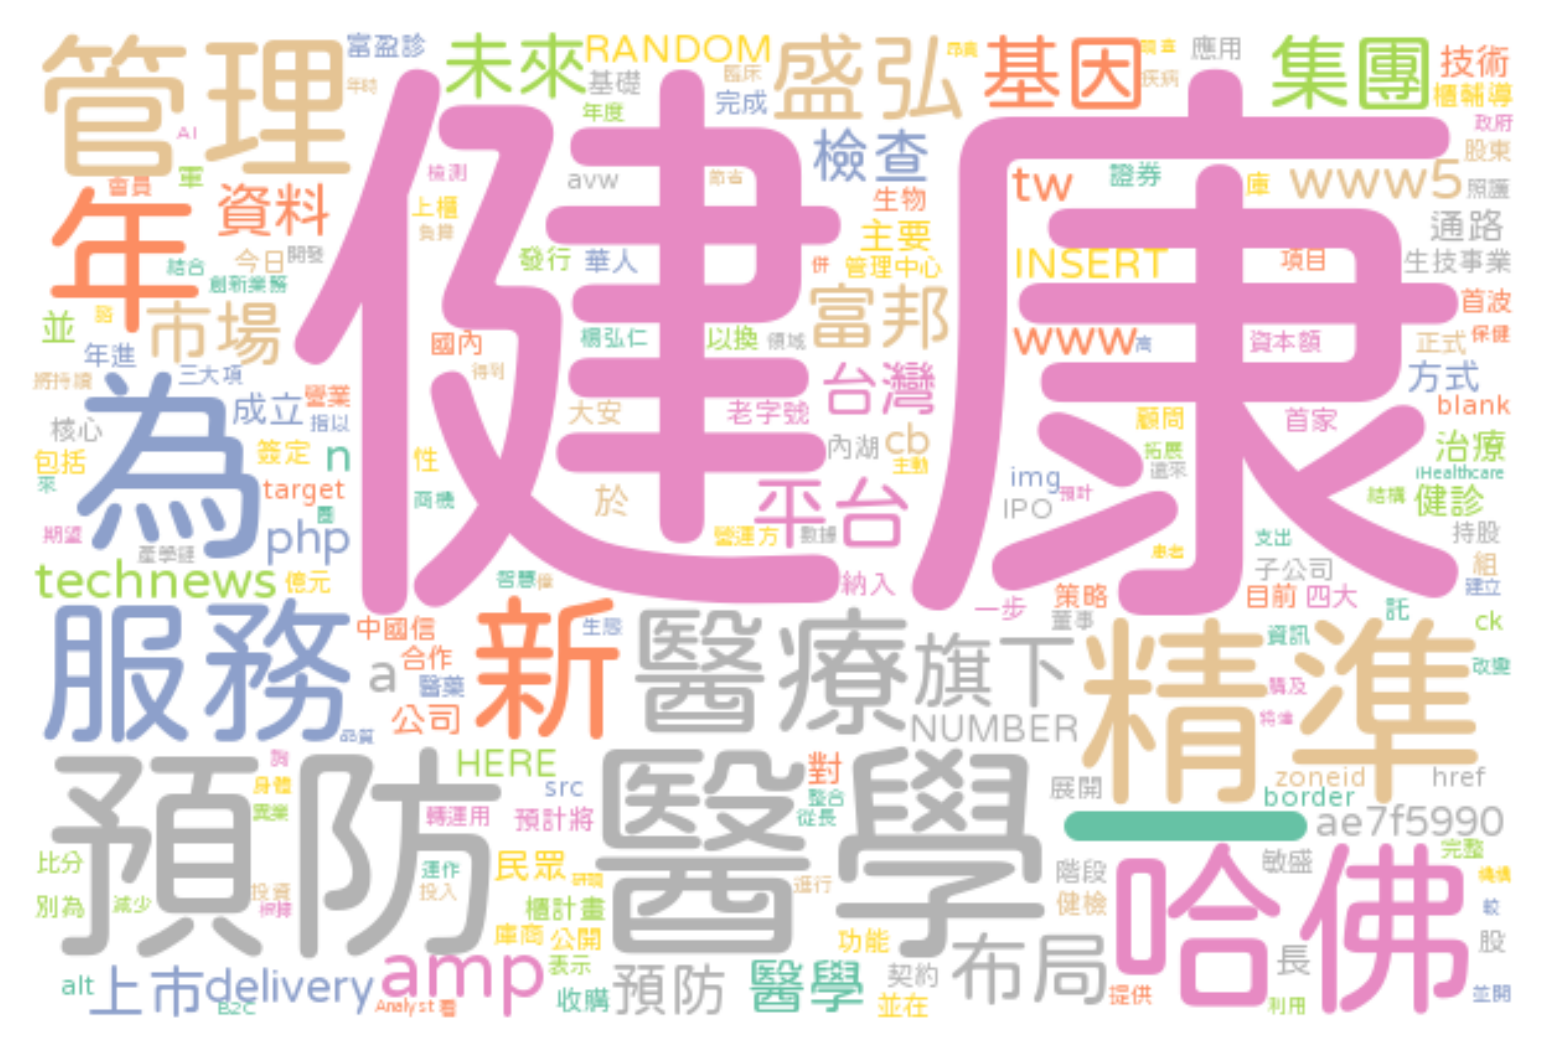 管理
富盈診
未來
RANDOM
盛弘
基因
應用
集團
技術
年時
基礎
臨床
完成
疾病
櫃輔導
年度
政府
AI
健康
檢查
股東
會員
軍
檢測
avw
節省
tw
證券
庫
www5
照護
年
資料
上櫃
生物
負擔
主要
通路
結合
今日
開發
發行
華人
併
管理中心
INSERT
項目
生技事業
創新業務
富邦
首波
並
市場
國內
楊弘仁
以換
領域
www
高
資本額
正式
保健
年進
將持續
三大項
得到
台灣
方式
為
成立
營業
指以
大安
老字號
顧問
首家
blank
核心
內湖
cb
治療
包括
簽定
n
性
主動
拓展
iHealthcare
來
target
商機
於
平台
img
預計
結構
健診
IPO
期望
php
營運方
數據
支出
持股
產學鏈
患者
technews
億元
智慧
納入
子公司
組
建立
一步
策略
目前
四大
託
服務
中國信
新
生態
醫療
旗下
董事
精準
資訊
ck
a
合作
醫藥
購及
改變
公司
NUMBER
品質
預防醫學
HERE
對
身體
src
展開
zoneid
href
整合
border
異業
轉運用
預計將
從長
一
ae7f5990
比分
運作
民眾
階段
哈佛
敏盛
完整
投資
投入
進行
健檢
別為
減少
櫃計畫
較
庫商
公開
功能
布局
股
alt
上市
delivery
amp
表示
收購
預防
醫學
契約
長
提供
並開
B2C
Analyst
看
並在
利用